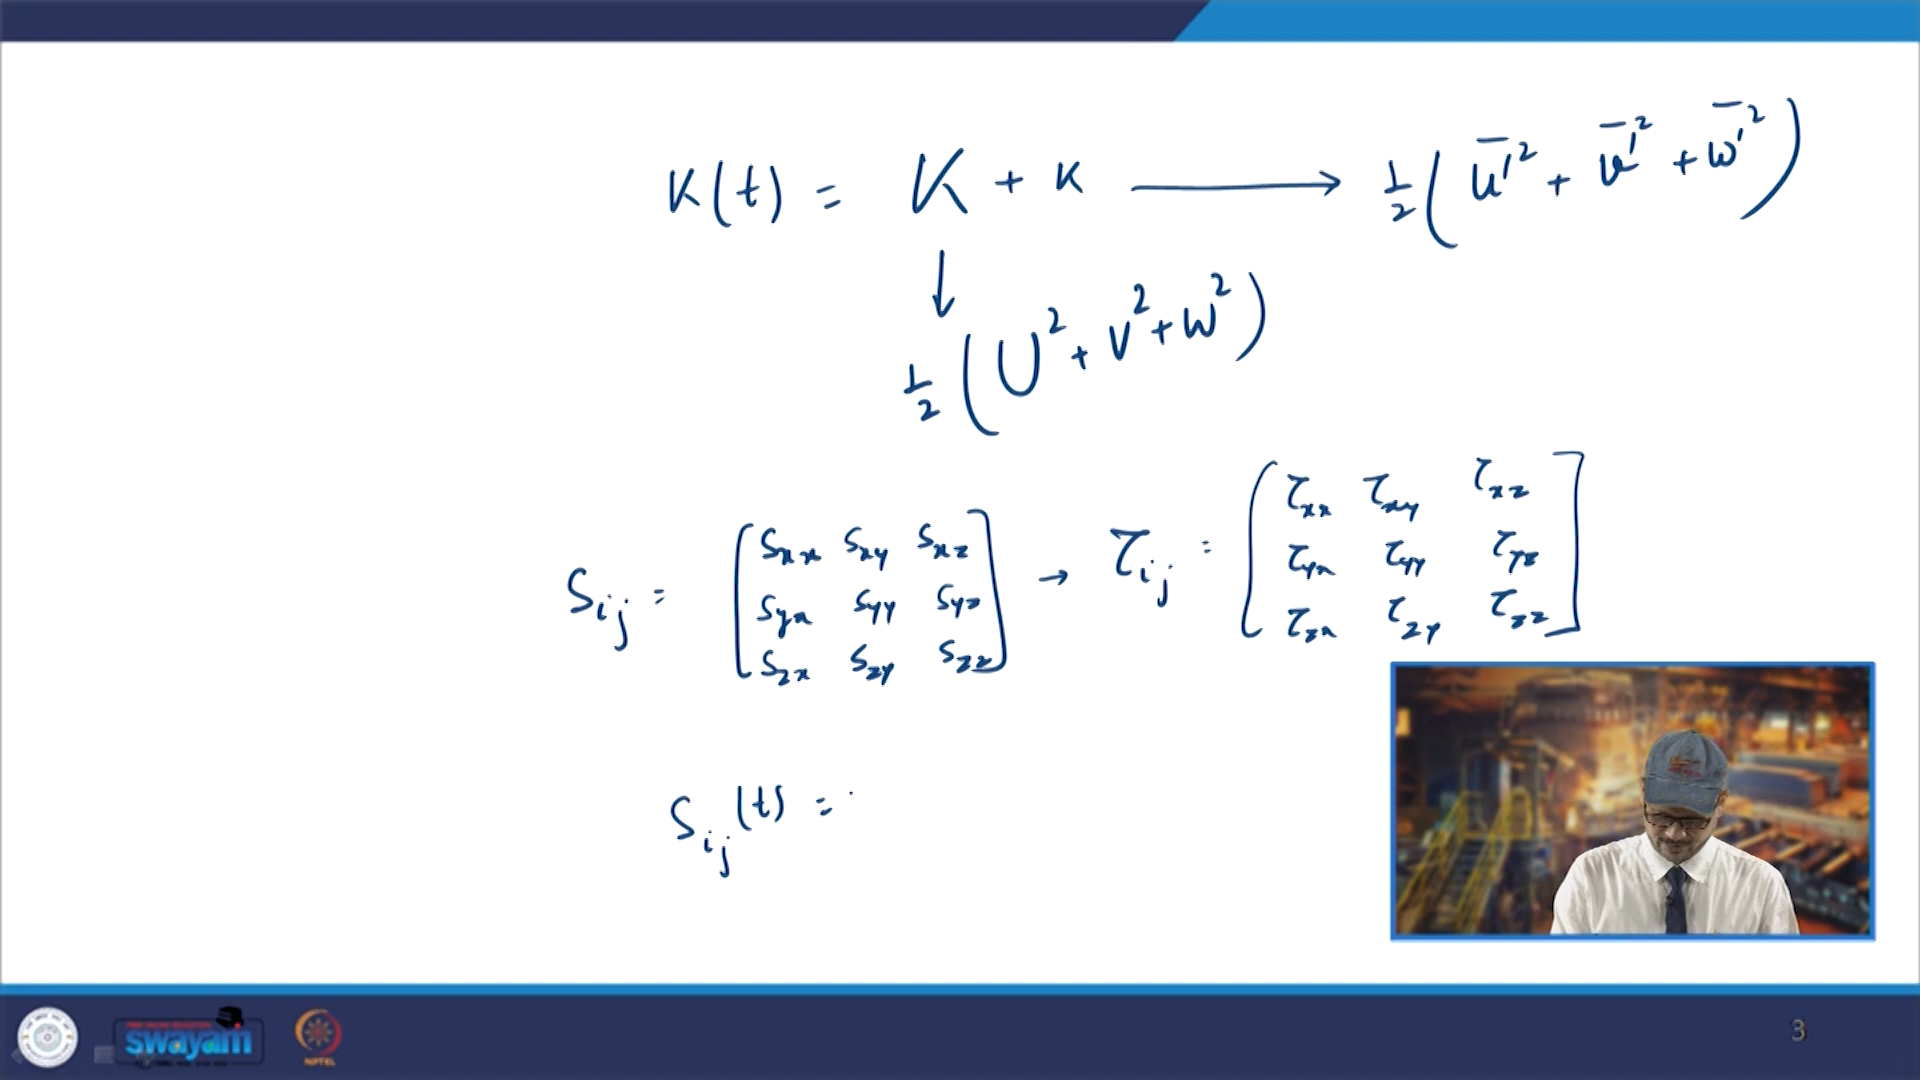 k(t) = K + k → 1/2 (u̅'² + v̅'² + w̅'²)
↓
1/2 (U² + V² + W²)
Sij = [Sxx Sxy Sxz → τij = [τxx τxy τxz
Syx Syy Syz τyx τyy τyz
Szx Szy Szz] τzx τzy τzz]
Sij(t) =
swayam
NPTEL
3